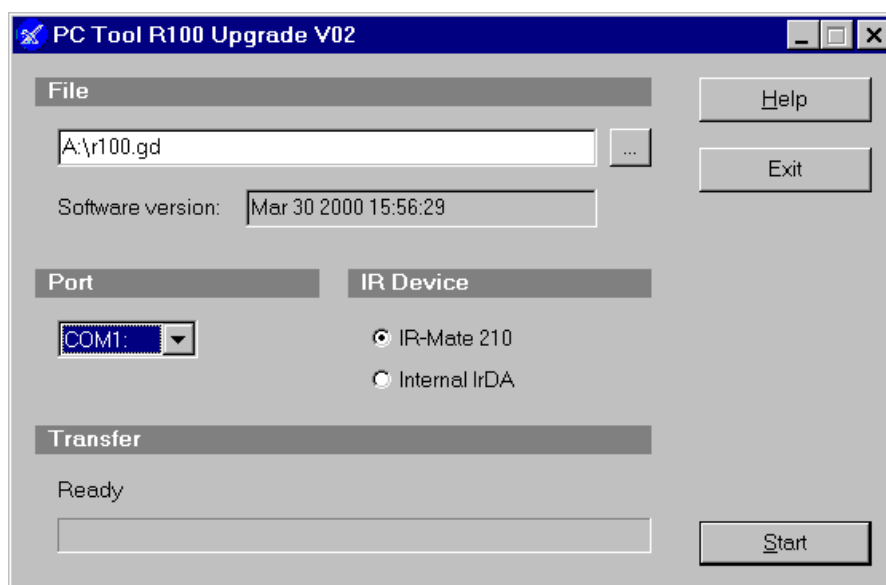 PC Tool R100 Upgrade V02
File
Help
A:\r100.gd
...
Exit
Software version:
Mar 30 2000 15:56:29
Port
IR Device
COM1:
IR-Mate 210
Internal IrDA
Transfer
Ready
Start